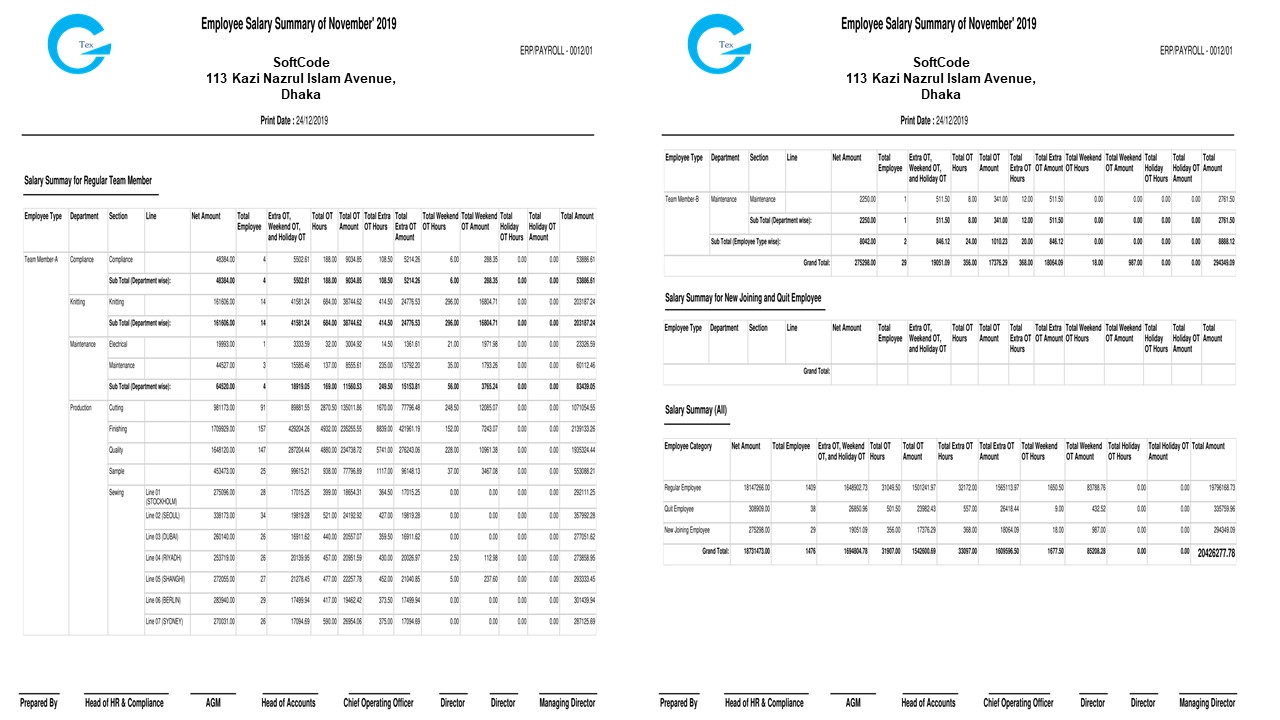 Tex
Employee Salary Summary of November' 2019
ERP/PAYROLL - 0012/01
SoftCode
113 Kazi Nazrul Islam Avenue,
Dhaka
Print Date : 24/12/2019
Salary Summay for Regular Team Member
Employee Type Department Section Line Net Amount Total Employee Extra OT, Weekend OT, and Holiday OT Total OT Hours Total OT Amount Total Extra OT Hours Total Extra OT Amount Total Weekend OT Hours Total Weekend OT Amount Total Holiday OT Hours Total Holiday OT Amount Total Amount
Team Member-A Compliance Compliance 48384.00 4 5502.61 188.00 9034.85 108.50 5214.26 6.00 288.35 0.00 0.00 53886.61
Sub Total (Department wise): 48384.00 4 5502.61 188.00 9034.85 108.50 5214.26 6.00 288.35 0.00 0.00 53886.61
Knitting Knitting 161606.00 14 41581.24 684.00 38744.62 414.50 24776.53 296.00 16804.71 0.00 0.00 203187.24
Sub Total (Department wise): 161606.00 14 41581.24 684.00 38744.62 414.50 24776.53 296.00 16804.71 0.00 0.00 203187.24
Maintenance Electrical 19993.00 1 3333.59 32.00 3004.92 14.50 1361.61 21.00 1971.98 0.00 0.00 23326.59
Maintenance 44527.00 3 15585.46 137.00 8555.61 235.00 13792.20 35.00 1793.26 0.00 0.00 60112.46
Sub Total (Department wise): 64520.00 4 18919.05 169.00 11560.53 249.50 15153.81 56.00 3765.24 0.00 0.00 83439.05
Production Cutting 981173.00 91 89881.55 2870.50 135011.86 1670.00 77796.48 248.50 12085.07 0.00 0.00 1071054.55
Finishing 1709929.00 157 429204.26 4932.00 235255.55 8839.00 421961.19 152.00 7243.07 0.00 0.00 2139133.26
Quality 1648120.00 147 287204.44 4880.00 234738.72 5741.00 276243.06 228.00 10961.38 0.00 0.00 1935324.44
Sample 453473.00 25 99615.21 938.00 77796.89 1117.00 96148.13 37.00 3467.08 0.00 0.00 553088.21
Sewing Line 01 (STOCKHOLM) 275096.00 28 17015.25 399.00 18654.31 364.50 17015.25 0.00 0.00 0.00 0.00 292111.25
Line 02 (SEOUL) 338173.00 34 19819.28 521.00 24192.92 427.00 19819.28 0.00 0.00 0.00 0.00 357992.28
Line 03 (DUBAI) 260140.00 26 16911.62 440.00 20557.07 359.50 16911.62 0.00 0.00 0.00 0.00 277051.62
Line 04 (RIYADH) 253719.00 26 20139.95 457.00 20951.59 430.00 20026.97 2.50 112.98 0.00 0.00 273858.95
Line 05 (SHANGHI) 272055.00 27 21278.45 477.00 22257.78 452.00 21040.85 5.00 237.60 0.00 0.00 293333.45
Line 06 (BERLIN) 283940.00 29 17499.94 417.00 19462.42 373.50 17499.94 0.00 0.00 0.00 0.00 301439.94
Line 07 (SYDNEY) 270031.00 26 17094.69 590.00 26954.06 375.00 17094.69 0.00 0.00 0.00 0.00 287125.69
Prepared By Head of HR & Compliance AGM Head of Accounts Chief Operating Officer Director Director Managing Director
Tex
Employee Salary Summary of November' 2019
ERP/PAYROLL - 0012/01
SoftCode
113 Kazi Nazrul Islam Avenue,
Dhaka
Print Date : 24/12/2019
Employee Type Department Section Line Net Amount Total Employee Extra OT, Weekend OT, and Holiday OT Total OT Hours Total OT Amount Total Extra OT Hours Total Extra OT Amount Total Weekend OT Hours Total Weekend OT Amount Total Holiday OT Hours Total Holiday OT Amount Total Amount
Team Member-B Maintenance Maintenance 2250.00 1 511.50 8.00 341.00 12.00 511.50 0.00 0.00 0.00 0.00 2761.50
Sub Total (Department wise): 2250.00 1 511.50 8.00 341.00 12.00 511.50 0.00 0.00 0.00 0.00 2761.50
Sub Total (Employee Type wise): 8042.00 2 846.12 24.00 1010.23 20.00 846.12 0.00 0.00 0.00 0.00 8888.12
Grand Total: 275298.00 29 19051.09 356.00 17376.29 368.00 18064.09 18.00 987.00 0.00 0.00 294349.09
Salary Summay for New Joining and Quit Employee
Employee Type Department Section Line Net Amount Total Employee Extra OT, Weekend OT, and Holiday OT Total OT Hours Total OT Amount Total Extra OT Hours Total Extra OT Amount Total Weekend OT Hours Total Weekend OT Amount Total Holiday OT Hours Total Holiday OT Amount Total Amount
Grand Total:
Salary Summay (All)
Employee Category Net Amount Total Employee Extra OT, Weekend OT, and Holiday OT Total OT Hours Total OT Amount Total Extra OT Hours Total Extra OT Amount Total Weekend OT Hours Total Weekend OT Amount Total Holiday OT Hours Total Holiday OT Amount Total Amount
Regular Employee 18147266.00 1409 1648902.73 31049.50 1501241.97 32172.00 1565113.97 1650.50 83788.76 0.00 0.00 19796168.73
Quit Employee 308909.00 38 26850.96 501.50 23982.43 557.00 26418.44 9.00 432.52 0.00 0.00 335759.96
New Joining Employee 275298.00 29 19051.09 356.00 17376.29 368.00 18064.09 18.00 987.00 0.00 0.00 294349.09
Grand Total: 18731473.00 1476 1694804.78 31907.00 1542600.69 33097.00 1609596.50 1677.50 85208.28 0.00 0.00 20426277.78
Prepared By Head of HR & Compliance AGM Head of Accounts Chief Operating Officer Director Director Managing Director